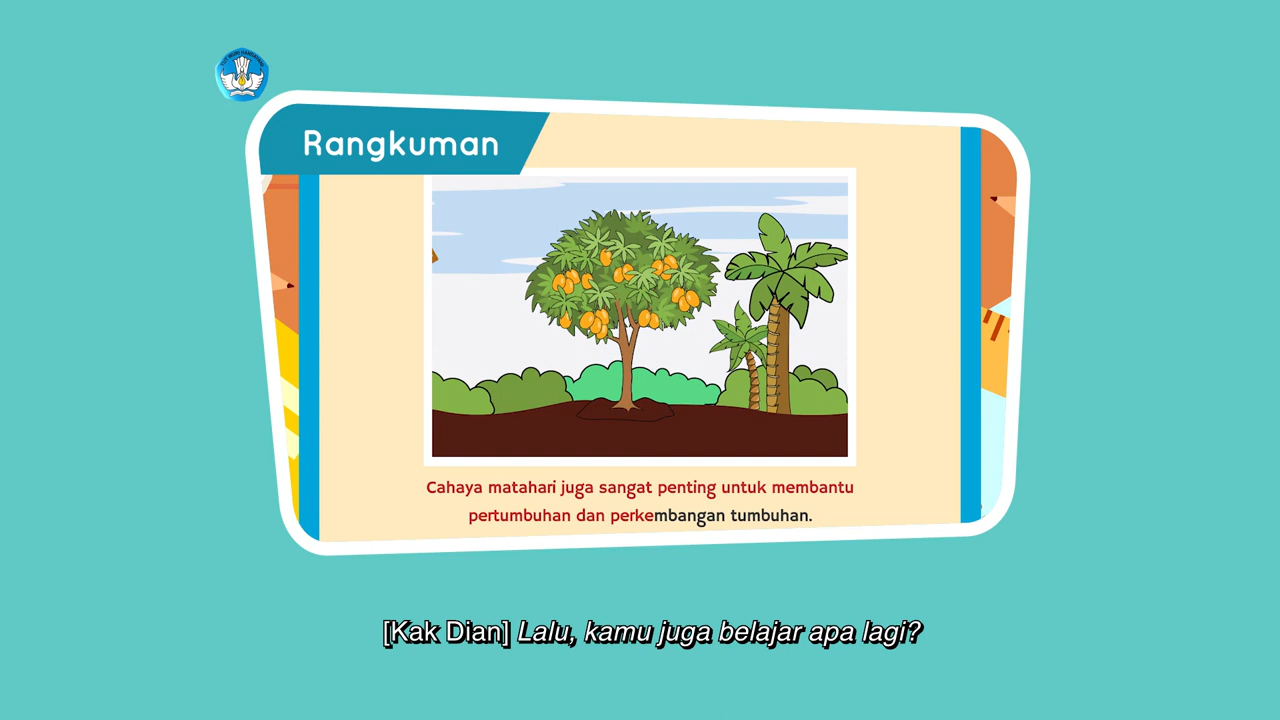 Rangkuman
Cahaya matahari juga sangat penting untuk membantu
pertumbuhan dan perkembangan tumbuhan.
[Kak Dian] Lalu, kamu juga belajar apa lagi?